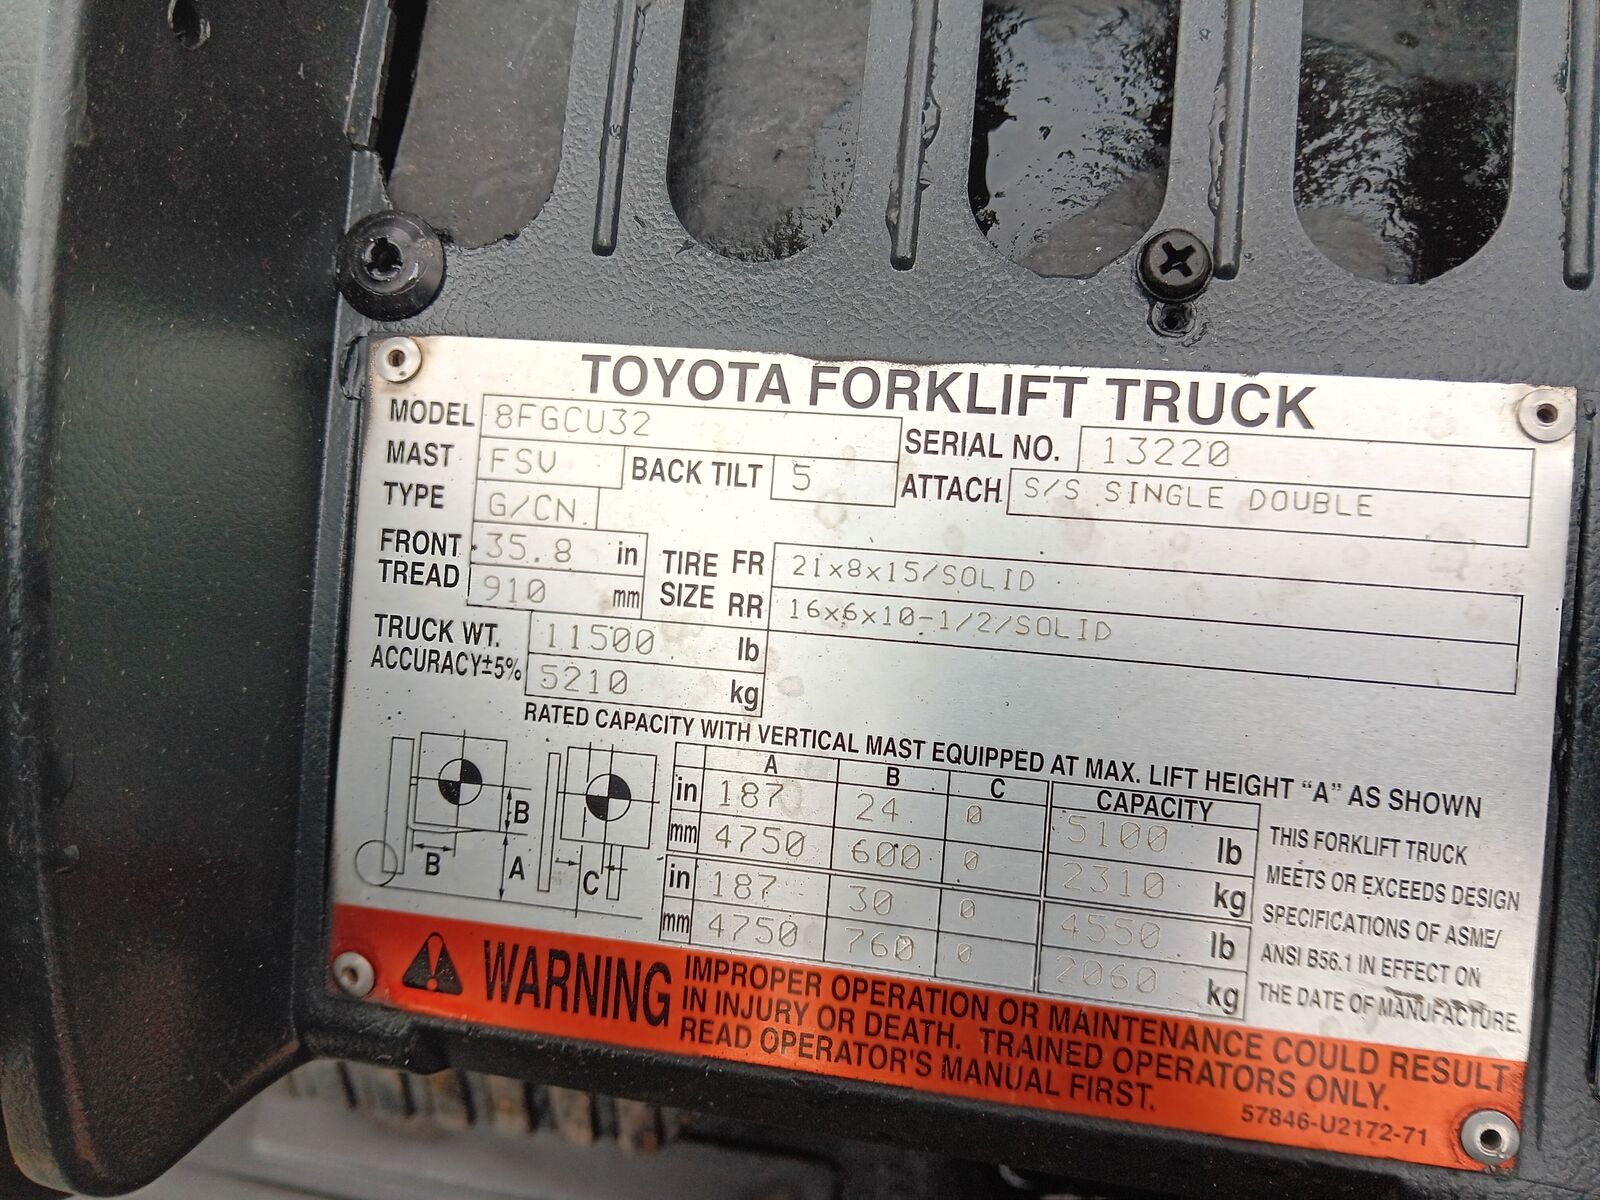 TOYOTA FORKLIFT TRUCK
MODEL 8FGCU32 SERIAL NO. 13220
MAST FSV BACK TILT 5 ATTACH S/S SINGLE DOUBLE
TYPE G/CN
FRONT TREAD 35.8 in 910 mm
TIRE SIZE FR 21x8x15/SOLID
RR 16x6x10-1/2/SOLID
TRUCK WT. 11500 lb
ACCURACY±5% 5210 kg
RATED CAPACITY WITH VERTICAL MAST EQUIPPED AT MAX. LIFT HEIGHT "A" AS SHOWN
A B C CAPACITY
in 187 24 0 5100 lb
mm 4750 600 0 2310 kg
in 187 30 0 4550 lb
mm 4750 760 0 2060 kg
B
B A C
THIS FORKLIFT TRUCK
MEETS OR EXCEEDS DESIGN
SPECIFICATIONS OF ASME/
ANSI B56.1 IN EFFECT ON
THE DATE OF MANUFACTURE.
WARNING
IMPROPER OPERATION OR MAINTENANCE COULD RESULT
IN INJURY OR DEATH. TRAINED OPERATORS ONLY.
READ OPERATOR'S MANUAL FIRST.
57846-U2172-71